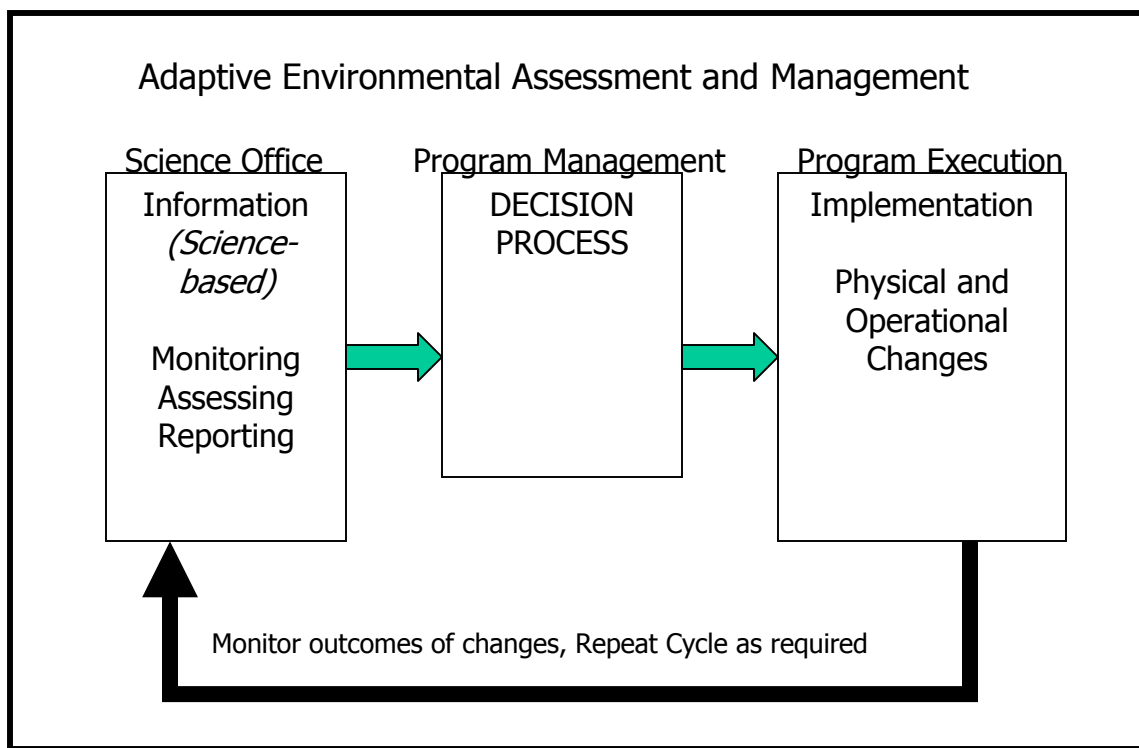 Adaptive Environmental Assessment and Management
Science Office
Information
(Science-
based)
Monitoring
Assessing
Reporting
Program Management
DECISION
PROCESS
Program Execution
Implementation
Physical and
Operational
Changes
Monitor outcomes of changes, Repeat Cycle as required